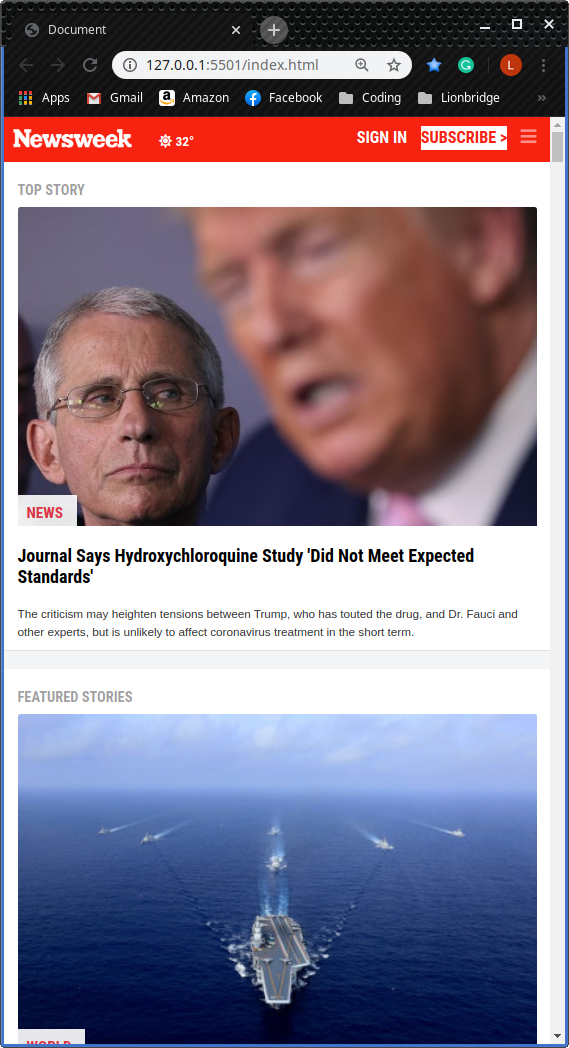 Document
127.0.0.1:5501/index.html
Apps
Gmail
Amazon
Facebook
Coding
Lionbridge
L
Newsweek
32°
SIGN IN
SUBSCRIBE >
TOP STORY
NEWS
Journal Says Hydroxychloroquine Study 'Did Not Meet Expected
Standards'
The criticism may heighten tensions between Trump, who has touted the drug, and Dr. Fauci and
other experts, but is unlikely to affect coronavirus treatment in the short term.
FEATURED STORIES
WORLD